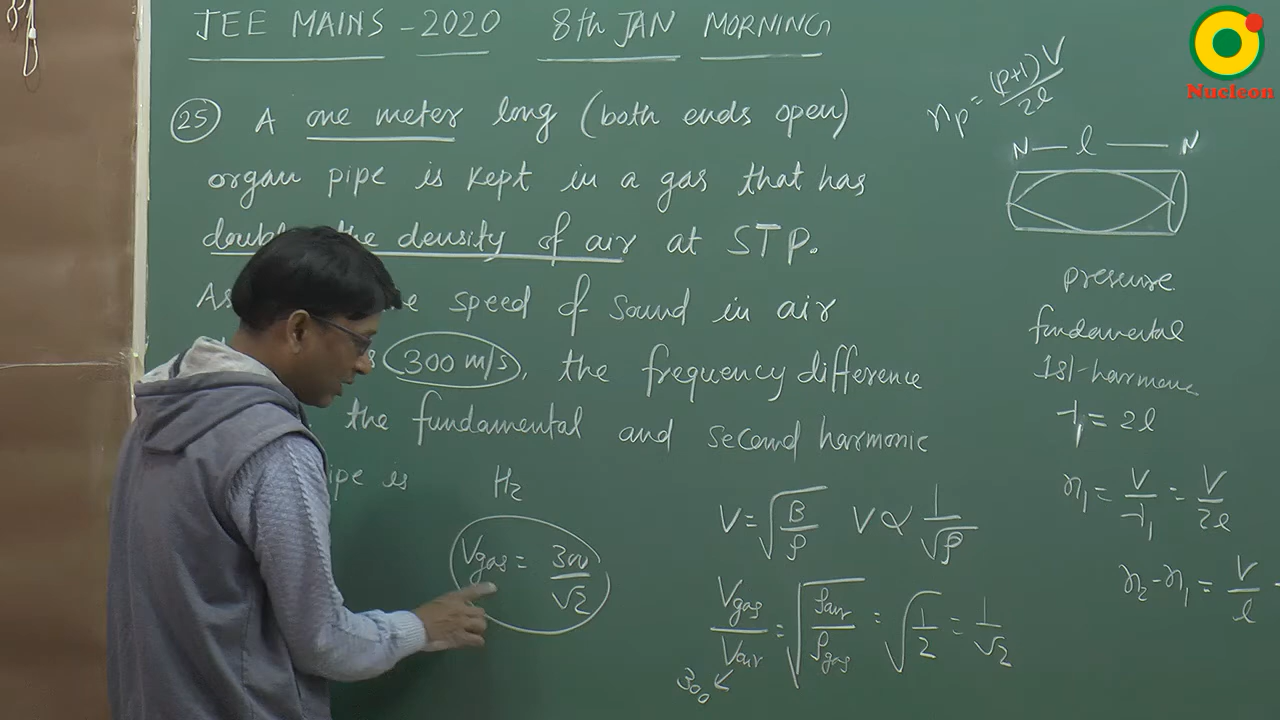 JEE MAINS - 2020 8th JAN MORNING
Nucleon
25 A one meter long (both ends open)
organ pipe is kept in a gas that has
double the density of air at STP.
As speed of sound in air
300 m/s, the frequency difference
the fundamental and second harmonic
ipe is Hz
Vgas = 300/√2
V = √(B/ρ) V ∝ 1/√ρ
Vgas/Vair = √(ρair/ρgas) = √(1/2) = 1/√2
300
np = (p+1)V/2l
N — l — N
pressure
fundamental
1st-harmonic
λ1 = 2l
n1 = V/λ1 = V/2l
n2-n1 = V/l -